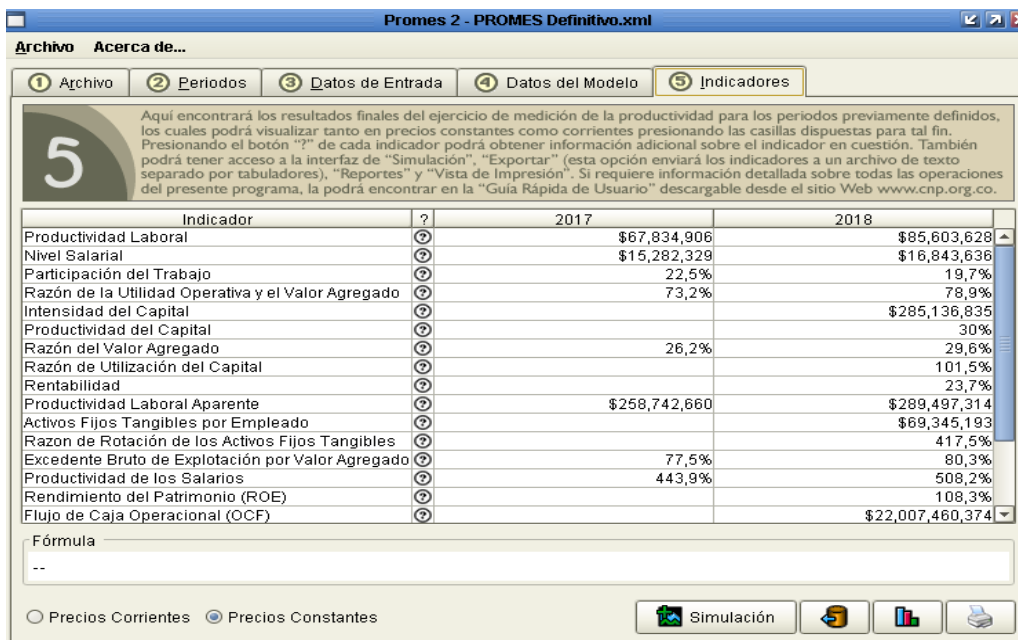 Promes 2 - PROMES Definitivo.xml
Archivo Acerca de...
1 Archivo 2 Periodos 3 Datos de Entrada 4 Datos del Modelo 5 Indicadores
5
Aquí encontrará los resultados finales del ejercicio de medición de la productividad para los periodos previamente definidos,
los cuales podrá visualizar tanto en precios constantes como corrientes presionando las casillas dispuestas para tal fin.
Presionando el botón “?” de cada indicador podrá obtener información adicional sobre el indicador en cuestión. También
podrá tener acceso a la interfaz de “Simulación”, “Exportar” (esta opción enviará los indicadores a un archivo de texto
separado por tabuladores), “Reportes” y “Vista de Impresión”. Si requiere información detallada sobre todas las operaciones
del presente programa, la podrá encontrar en la “Guía Rápida de Usuario” descargable desde el sitio Web www.cnp.org.co.
Indicador ? 2017 2018
Productividad Laboral ? $67,834,906 $85,603,628
Nivel Salarial ? $15,282,329 $16,843,636
Participación del Trabajo ? 22,5% 19,7%
Razón de la Utilidad Operativa y el Valor Agregado ? 73,2% 78,9%
Intensidad del Capital ? $285,136,835
Productividad del Capital ? 30%
Razón del Valor Agregado ? 26,2% 29,6%
Razón de Utilización del Capital ? 101,5%
Rentabilidad ? 23,7%
Productividad Laboral Aparente ? $258,742,660 $289,497,314
Activos Fijos Tangibles por Empleado ? $69,345,193
Razon de Rotación de los Activos Fijos Tangibles ? 417,5%
Excedente Bruto de Explotación por Valor Agregado ? 77,5% 80,3%
Productividad de los Salarios ? 443,9% 508,2%
Rendimiento del Patrimonio (ROE) ? 108,3%
Flujo de Caja Operacional (OCF) ? $22,007,460,374
Fórmula
--
Precios Corrientes Precios Constantes Simulación